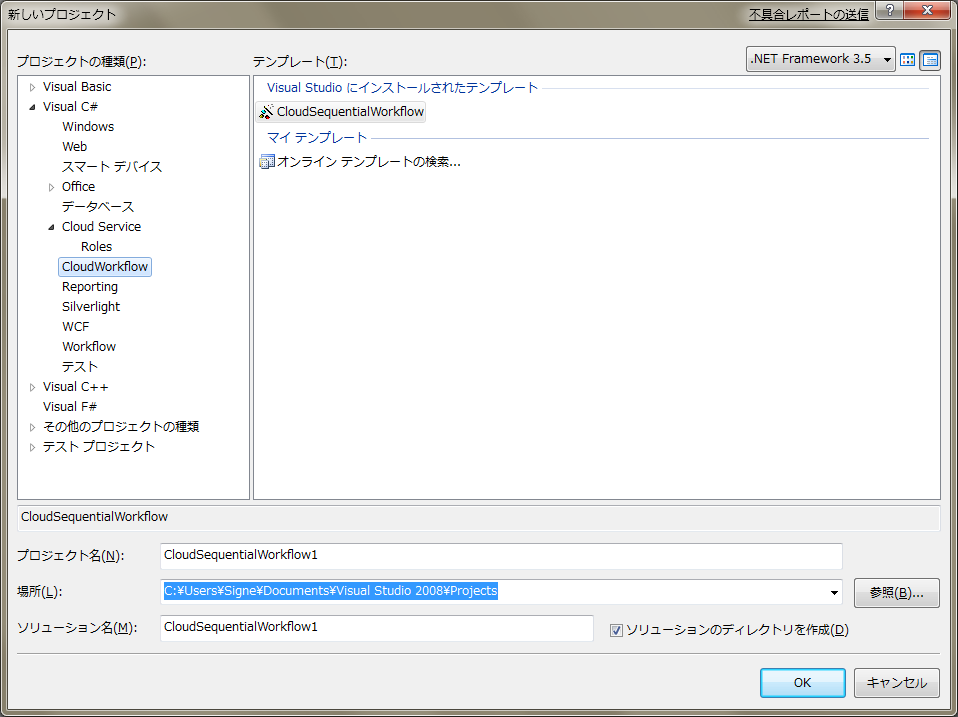 新しいプロジェクト 不具合レポートの送信
プロジェクトの種類(P): テンプレート(T): .NET Framework 3.5
Visual Basic
Visual C#
Windows
Web
スマート デバイス
Office
データベース
Cloud Service
Roles
CloudWorkflow
Reporting
Silverlight
WCF
Workflow
テスト
Visual C++
Visual F#
その他のプロジェクトの種類
テスト プロジェクト
Visual Studio にインストールされたテンプレート
CloudSequentialWorkflow
マイ テンプレート
オンライン テンプレートの検索...
CloudSequentialWorkflow
プロジェクト名(N): CloudSequentialWorkflow1
場所(L): C:¥Users¥Signe¥Documents¥Visual Studio 2008¥Projects 参照(B)...
ソリューション名(M): CloudSequentialWorkflow1 ソリューションのディレクトリを作成(D)
OK キャンセル